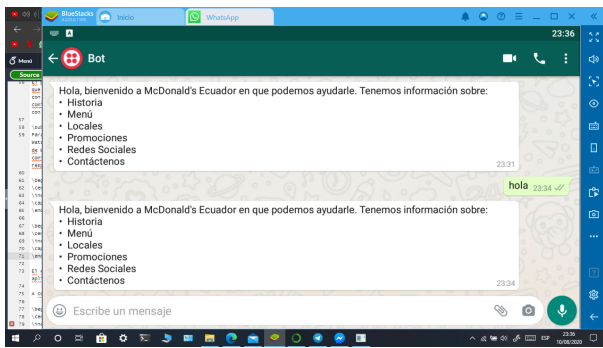 BlueStacks
Inicio
WhatsApp
23:36
Menú
Bot
Source
Hola, bienvenido a McDonald's Ecuador en que podemos ayudarle. Tenemos información sobre:
• Historia
• Menú
• Locales
• Promociones
• Redes Sociales
• Contáctenos
23:31
hola 23:34
Hola, bienvenido a McDonald's Ecuador en que podemos ayudarle. Tenemos información sobre:
• Historia
• Menú
• Locales
• Promociones
• Redes Sociales
• Contáctenos
23:34
Escribe un mensaje
ESP
23:36
10/08/2020